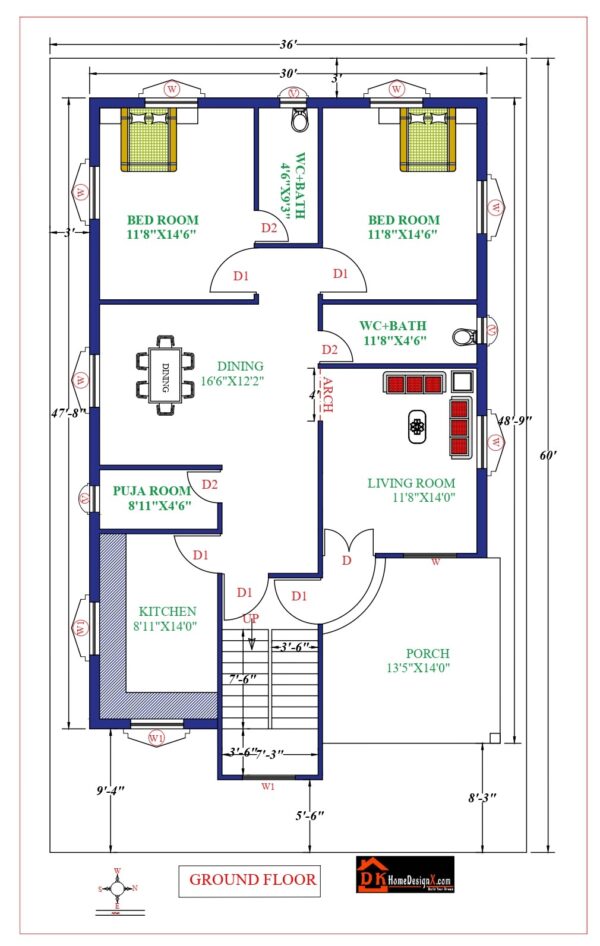 36'
30'
3'
W
V
W
WC+BATH
4'6"X9'3"
W
BED ROOM
11'8"X14'6"
BED ROOM
11'8"X14'6"
W
D2
3'
D1
D1
WC+BATH
11'8"X4'6"
V
D2
DINING
16'6"X12'2"
DINING
W
ARCH
4'
47'-8"
48'-9"
W
60'
LIVING ROOM
11'8"X14'0"
D2
PUJA ROOM
8'11"X4'6"
V
D1
D
W
D1
D1
KITCHEN
8'11"X14'0"
W1
UP
3'-6"
PORCH
13'5"X14'0"
7'-6"
W1
3'-6"
7'-3"
W1
9'-4"
8'-3"
5'-6"
W
S
N
E
GROUND FLOOR
DK HomeDesignX.com